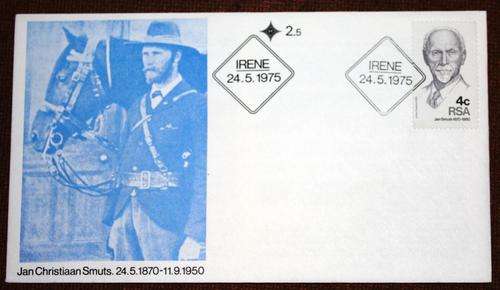 2.5
IRENE
24.5.1975
IRENE
24.5.1975
4c
RSA
Jan Smuts 1870-1950
Jan Christiaan Smuts. 24.5.1870-11.9.1950